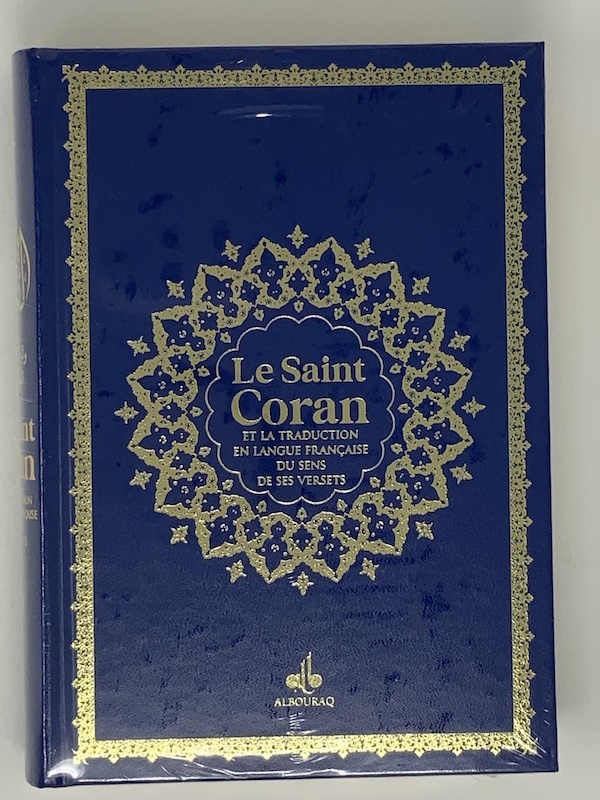 Le Saint
Coran
ET LA TRADUCTION
EN LANGUE FRANÇAISE
DU SENS
DE SES VERSETS
ALBOURAQ